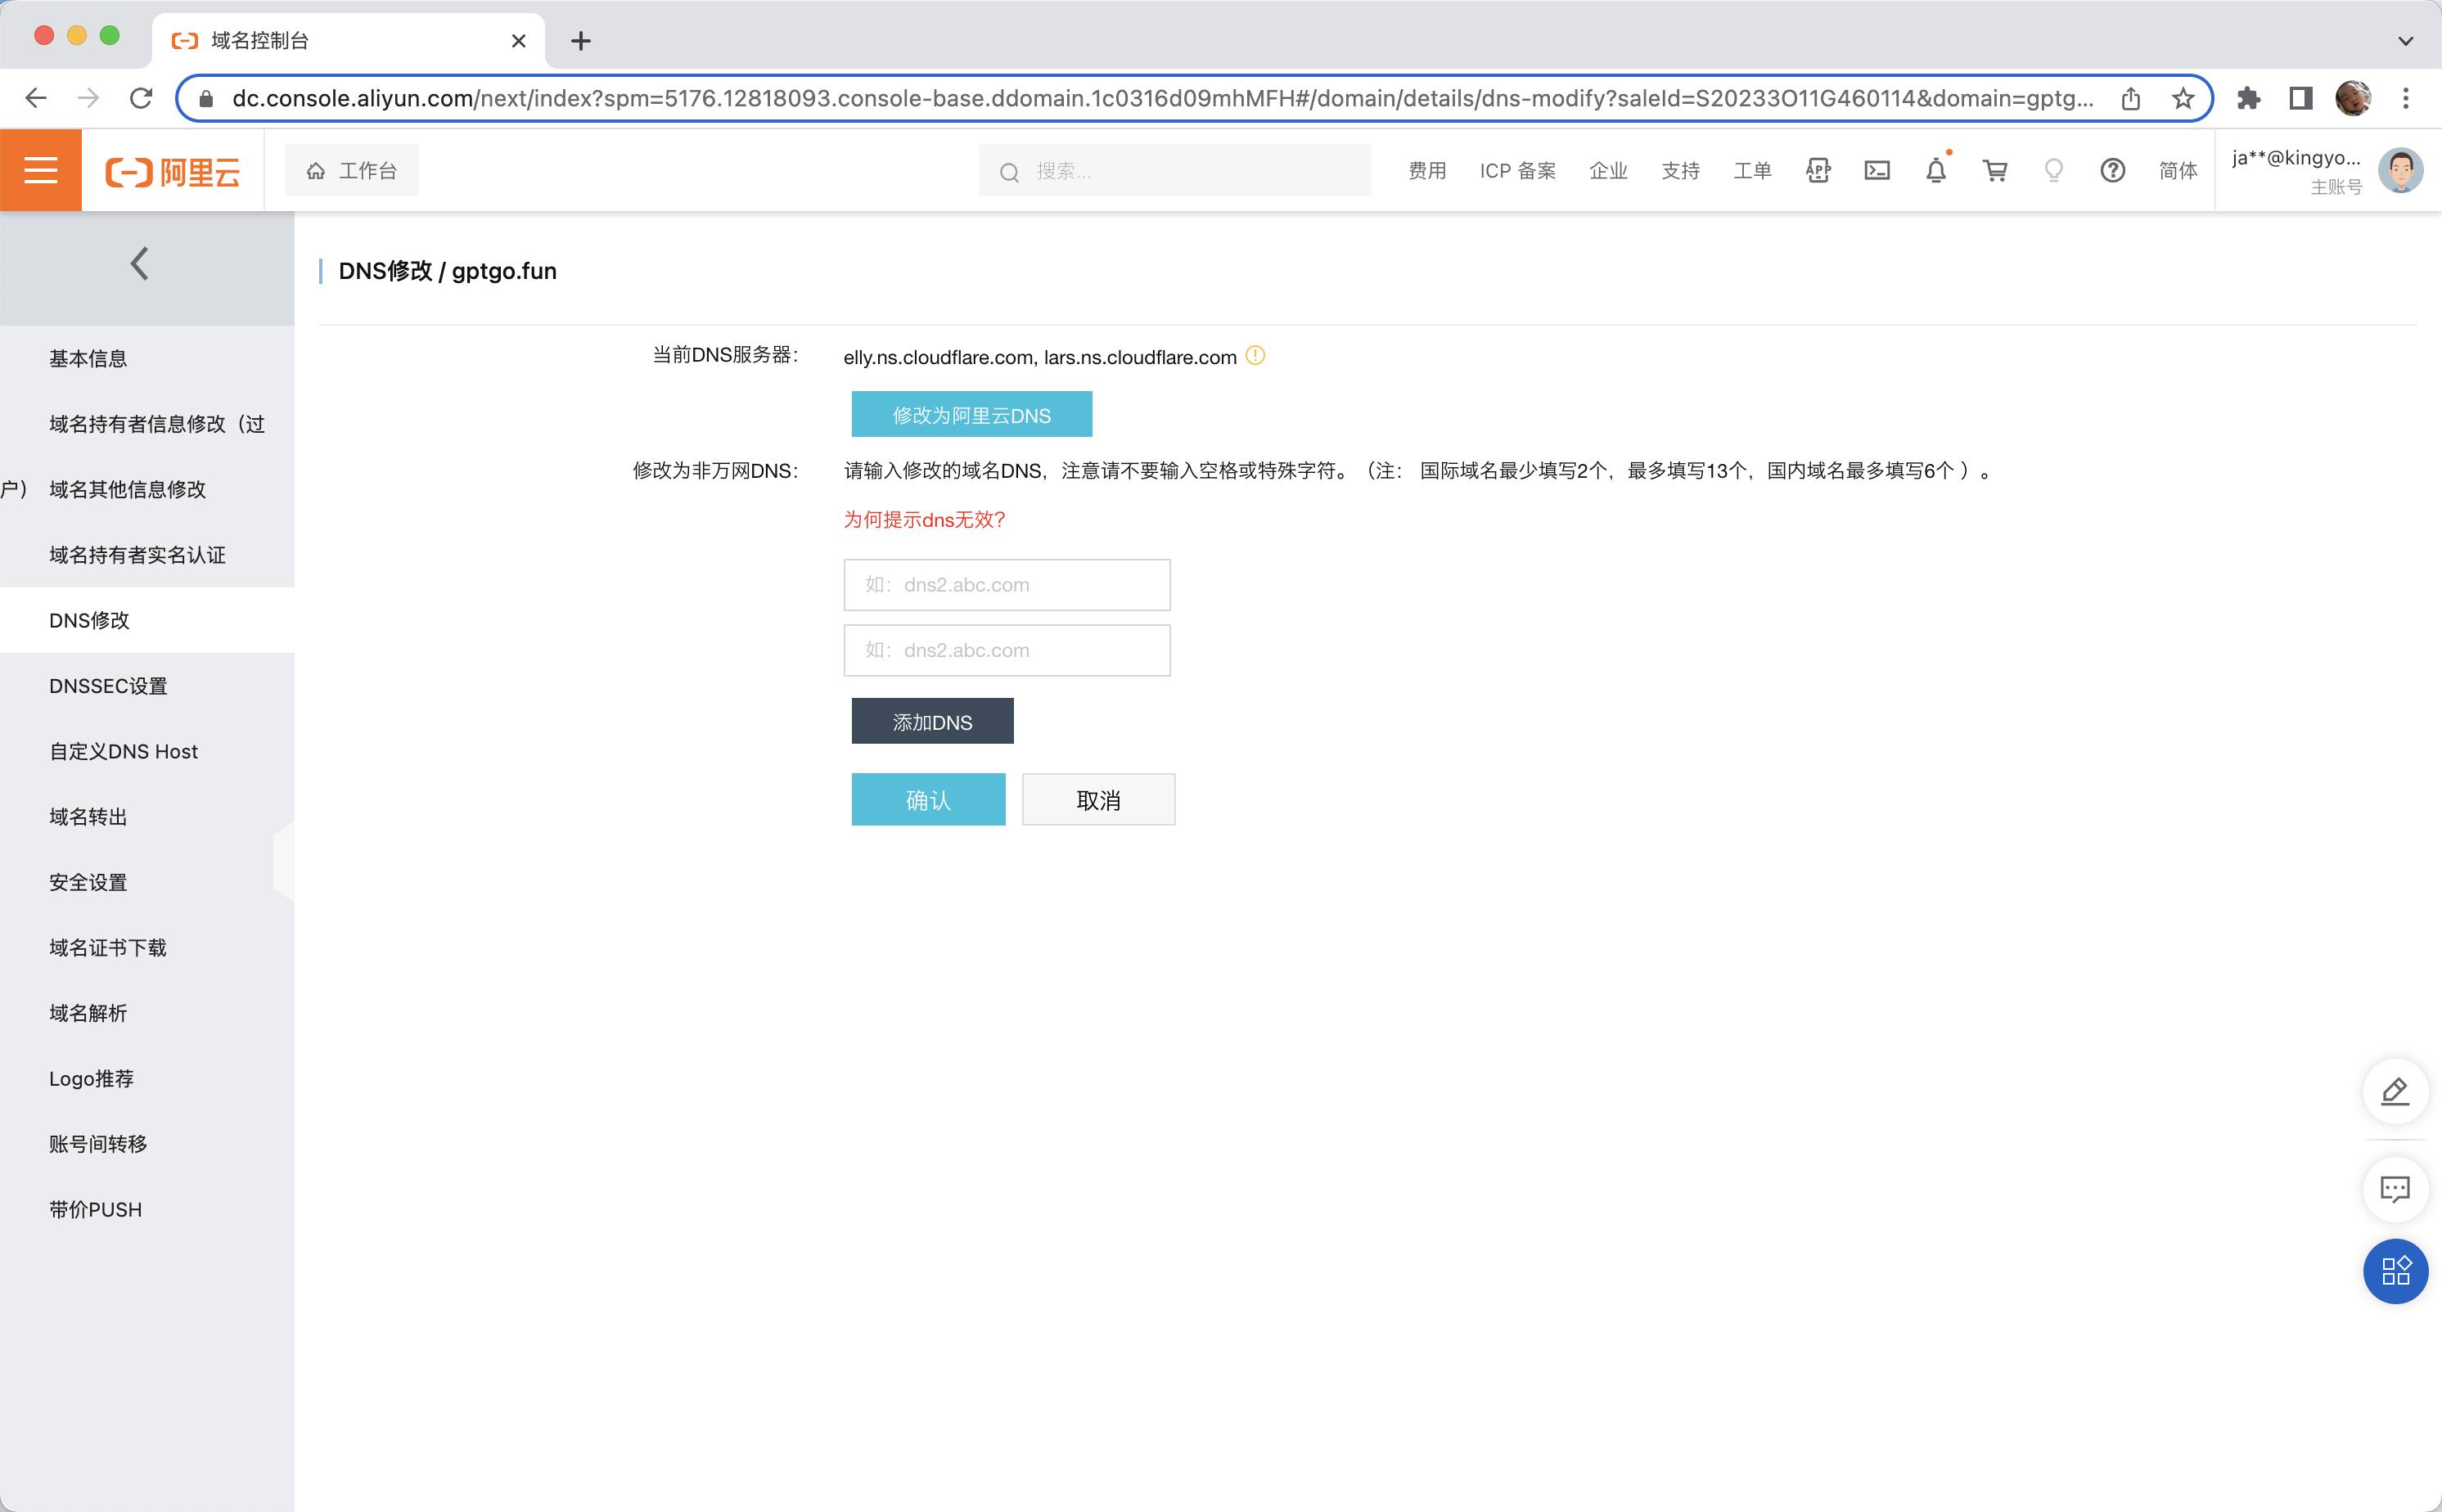 域名控制台
dc.console.aliyun.com/next/index?spm=5176.12818093.console-base.ddomain.1c0316d09mhMFH#/domain/details/dns-modify?saleId=S20233O11G460114&domain=gptg...
阿里云
工作台
搜索...
费用
ICP 备案
企业
支持
工单
APP
简体
ja**@kingyo...
主账号
基本信息
域名持有者信息修改（过
户）
域名其他信息修改
域名持有者实名认证
DNS修改
DNSSEC设置
自定义DNS Host
域名转出
安全设置
域名证书下载
域名解析
Logo推荐
账号间转移
带价PUSH
DNS修改 / gptgo.fun
当前DNS服务器：
elly.ns.cloudflare.com, lars.ns.cloudflare.com
修改为阿里云DNS
修改为非万网DNS：
请输入修改的域名DNS，注意请不要输入空格或特殊字符。（注： 国际域名最少填写2个，最多填写13个，国内域名最多填写6个 ）。
为何提示dns无效？
如：dns2.abc.com
如：dns2.abc.com
添加DNS
确认
取消